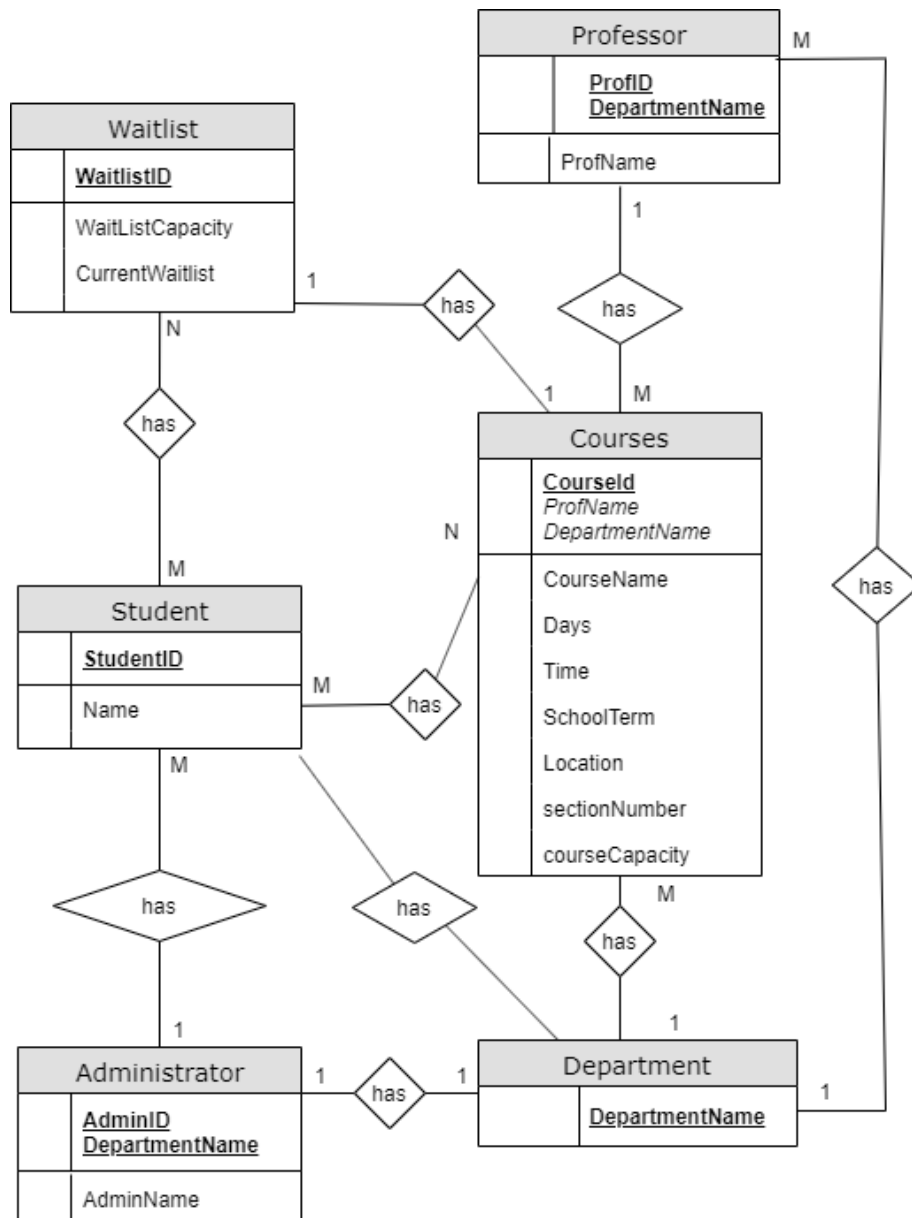 Professor
M
ProfID
DepartmentName
ProfName
1
Waitlist
WaitlistID
WaitListCapacity
CurrentWaitlist
1
has
has
N
1
M
has
Courses
CourseId
ProfName
DepartmentName
CourseName
Days
Time
SchoolTerm
Location
sectionNumber
courseCapacity
N
has
M
Student
StudentID
Name
M
has
M
has
has
M
has
1
1
Administrator
AdminID
DepartmentName
AdminName
1
has
1
Department
DepartmentName
1